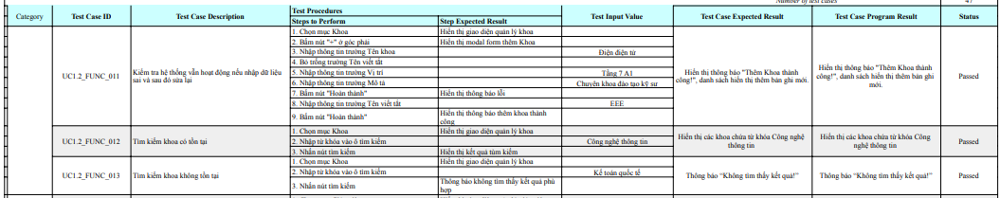 Number of test cases 47
Category Test Case ID Test Case Description Test Procedures Test Input Value Test Case Expected Result Test Case Program Result Status
Steps to Perform Step Expected Result
UC1.2_FUNC_011 Kiểm tra hệ thống vẫn hoạt động nếu nhập dữ liệu
sai và sau đó sửa lại
1. Chọn mục Khoa Hiển thị giao diện quản lý khoa
2. Bấm nút "+" ở góc phải Hiển thị modal form thêm Khoa
3. Nhập thông tin trường Tên khoa Điện điện tử
4. Bỏ trống trường Tên viết tắt
5. Nhập thông tin trường Vị trí Tầng 7 A1
6. Nhập thông tin trường Mô tả Chuyên khoa đào tạo kỹ sư
7. Bấm nút "Hoàn thành" Hiển thị thông báo lỗi
8. Nhập thông tin trường Tên viết tắt EEE
9. Bấm nút "Hoàn thành" Hiển thị thông báo thêm khoa thành
công
Hiển thị thông báo "Thêm Khoa thành
công!", danh sách hiển thị thêm bản ghi
mới.
Hiển thị thông báo "Thêm Khoa thành
công!", danh sách hiển thị thêm bản ghi
mới.
Passed
UC1.2_FUNC_012 Tìm kiếm khoa có tồn tại
1. Chọn mục Khoa Hiển thị giao diện quản lý khoa
2. Nhập từ khóa vào ô tìm kiếm Công nghệ thông tin
3. Nhấn nút tìm kiếm Hiển thị kết quả tìm kiếm
Hiển thị các khoa chứa từ khóa Công nghệ
thông tin
Hiển thị các khoa chứa từ khóa Công nghệ
thông tin
Passed
UC1.2_FUNC_013 Tìm kiếm khoa không tồn tại
1. Chọn mục Khoa Hiển thị giao diện quản lý khoa
2. Nhập từ khóa vào ô tìm kiếm Kế toán quốc tế
3. Nhấn nút tìm kiếm Thông báo không tìm thấy kết quả phù
hợp
Thông báo "Không tìm thấy kết quả!"
Thông báo "Không tìm thấy kết quả!"
Passed